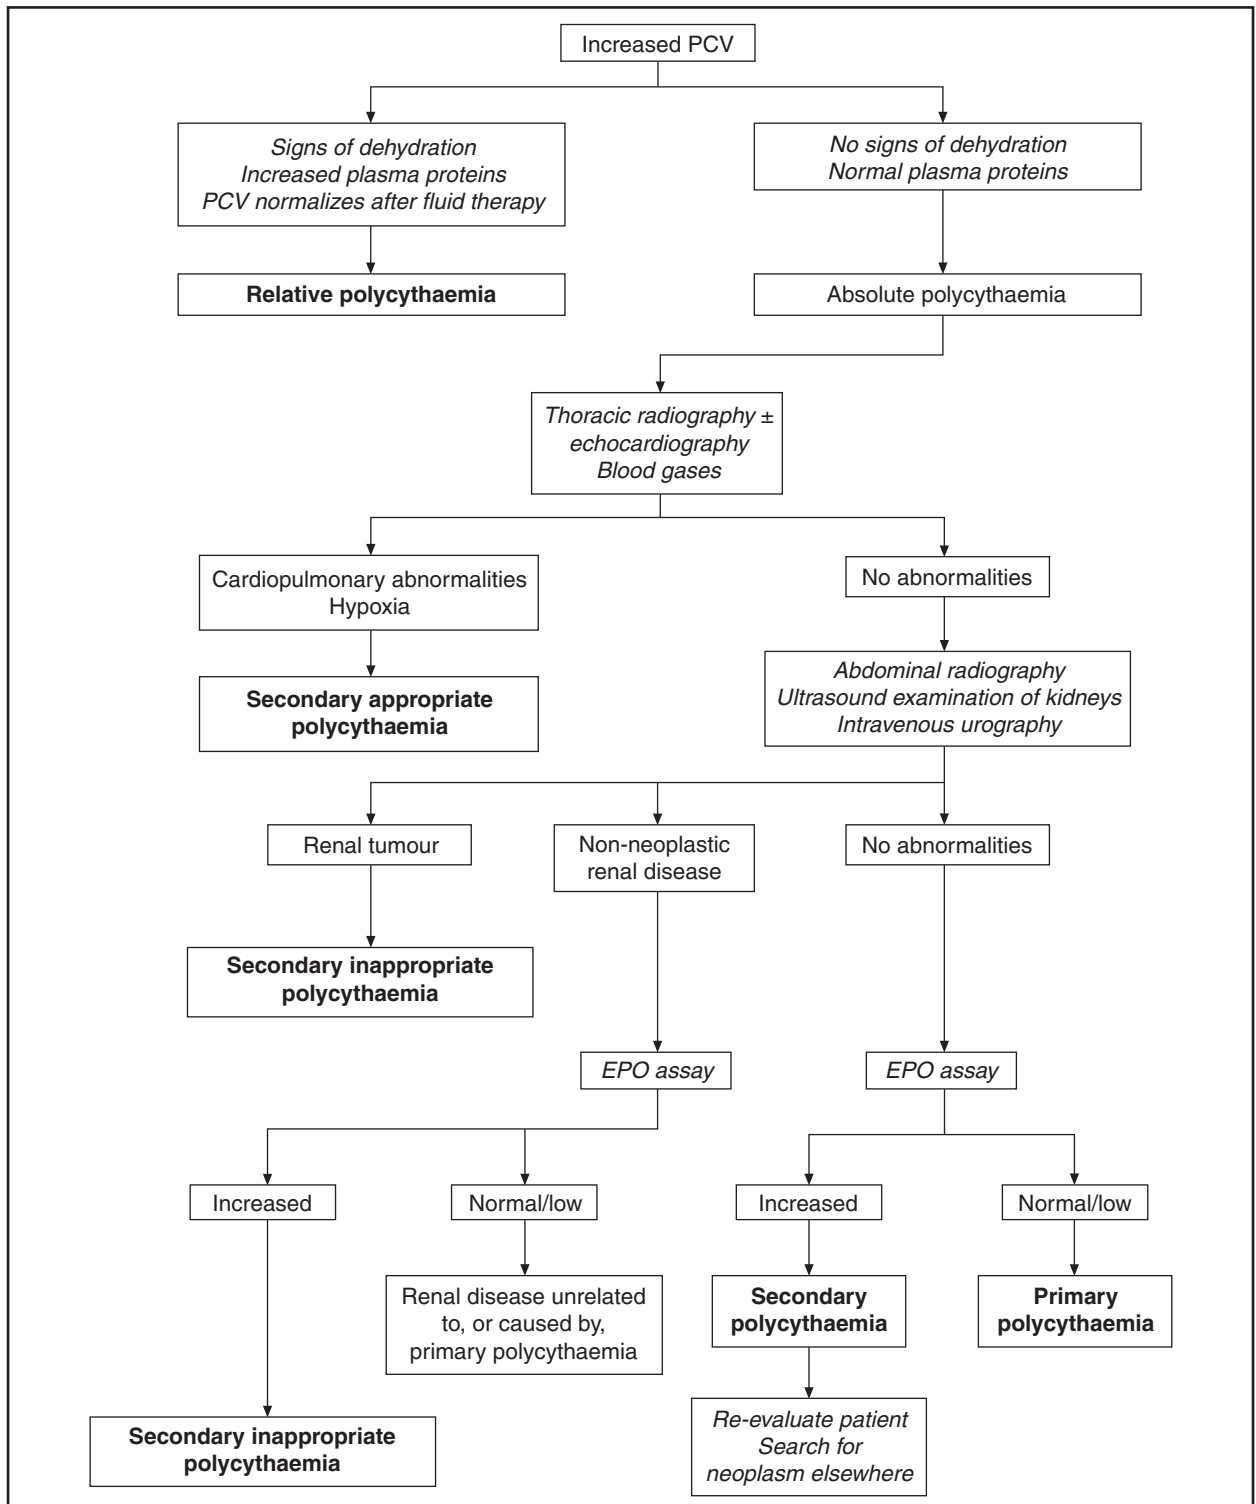 Increased PCV
Signs of dehydration
Increased plasma proteins
PCV normalizes after fluid therapy
No signs of dehydration
Normal plasma proteins
Relative polycythaemia
Absolute polycythaemia
Thoracic radiography ±
echocardiography
Blood gases
Cardiopulmonary abnormalities
Hypoxia
No abnormalities
Secondary appropriate
polycythaemia
Abdominal radiography
Ultrasound examination of kidneys
Intravenous urography
Renal tumour
Non-neoplastic
renal disease
No abnormalities
Secondary inappropriate
polycythaemia
EPO assay
EPO assay
Increased
Normal/low
Increased
Normal/low
Renal disease unrelated
to, or caused by,
primary polycythaemia
Secondary
polycythaemia
Primary
polycythaemia
Secondary inappropriate
polycythaemia
Re-evaluate patient
Search for
neoplasm elsewhere